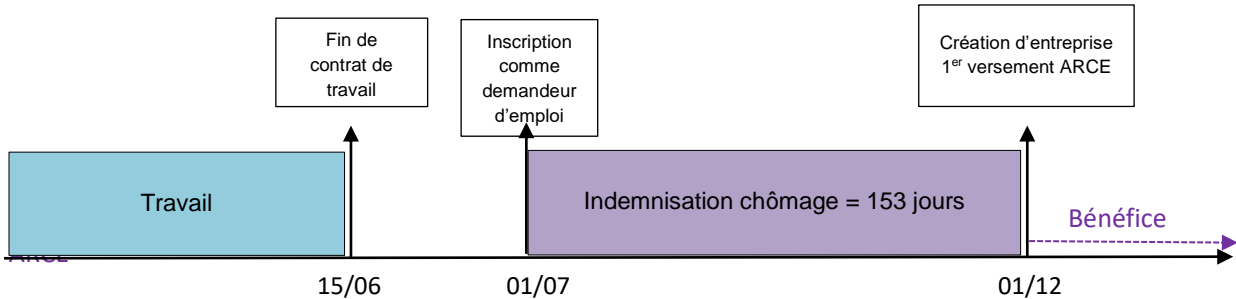 Fin de
contrat de
travail
Inscription
comme
demandeur
d'emploi
Création d'entreprise
1er versement ARCE
Travail
Indemnisation chômage = 153 jours
Bénéfice
ARCE
15/06
01/07
01/12